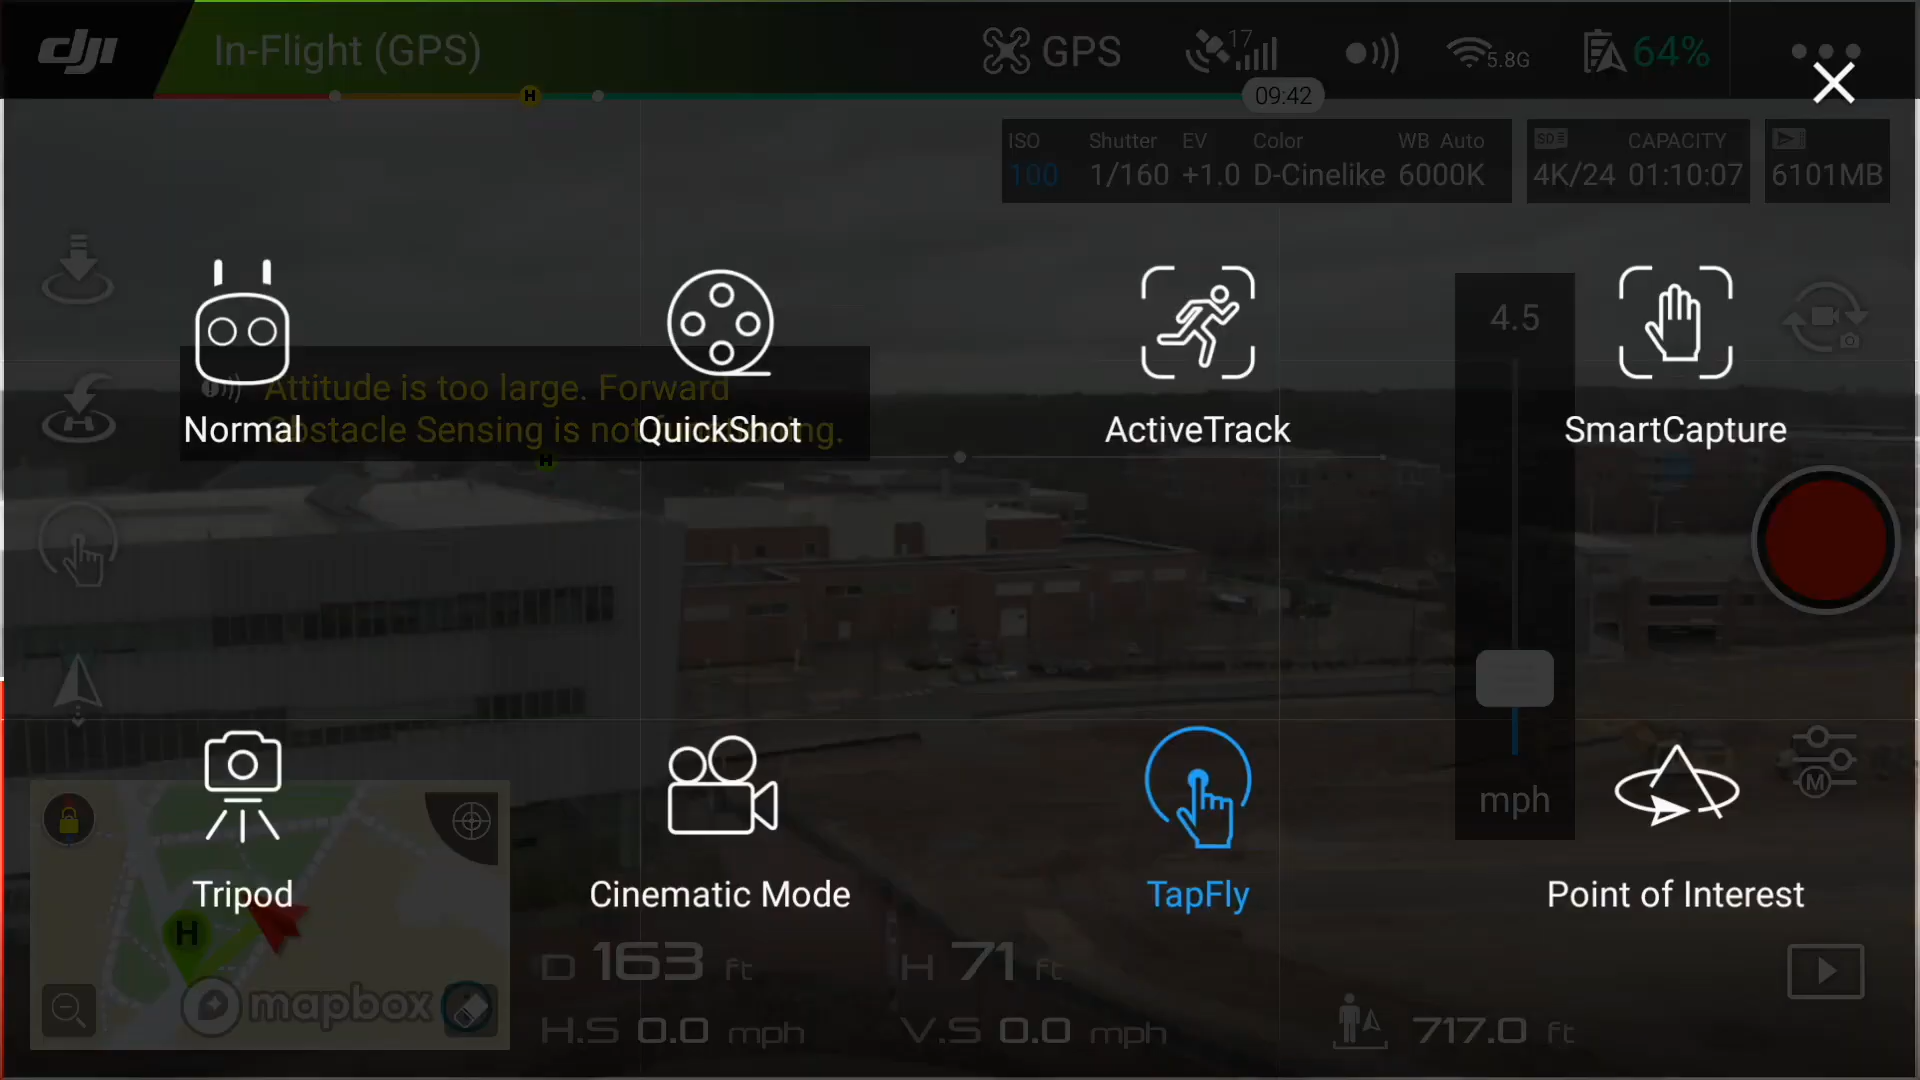 dji In-Flight (GPS) GPS 17 5.8G 64%
H 09:42
ISO Shutter EV Color WB Auto SD CAPACITY
100 1/160 +1.0 D-Cinelike 6000K 4K/24 01:10:07 6101MB
4.5
Attitude is too large. Forward
Obstacle Sensing is not functioning.
Normal QuickShot ActiveTrack SmartCapture
H
H
mph
M
Tripod Cinematic Mode TapFly Point of Interest
H
D 163 ft H 71 ft
mapbox
H.S 0.0 mph V.S 0.0 mph 717.0 ft